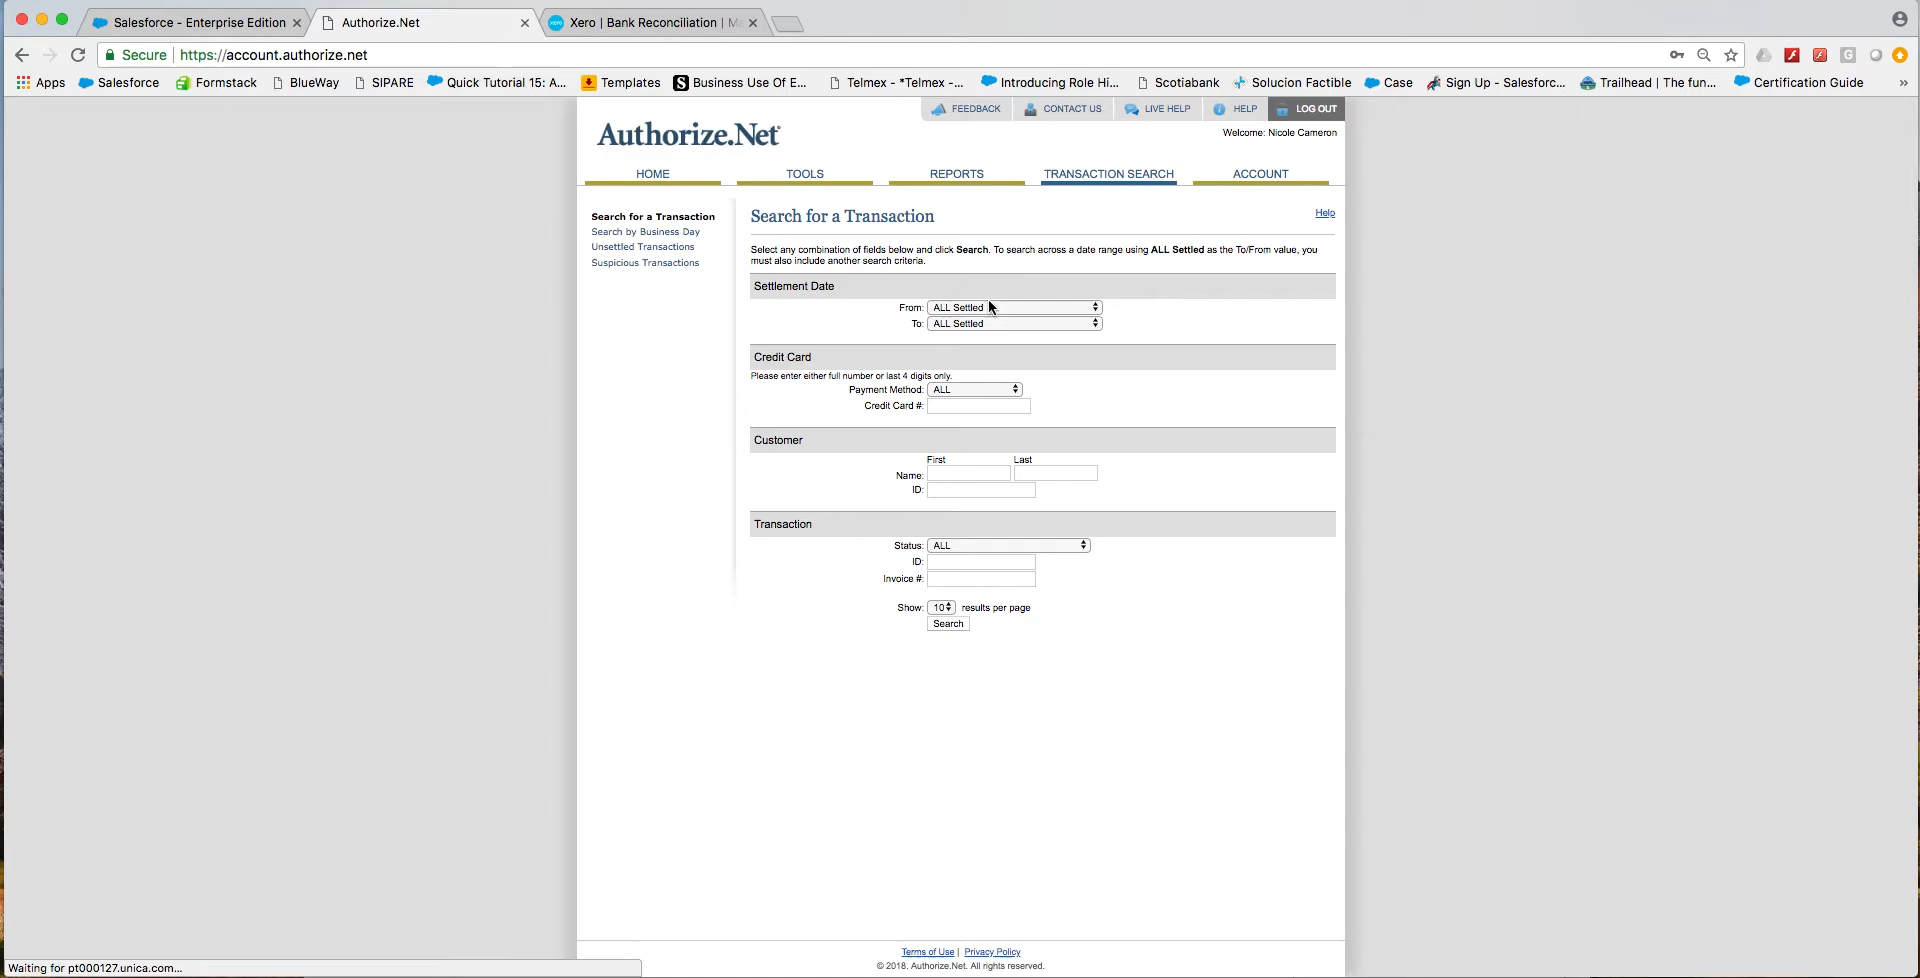 Salesforce - Enterprise Edition
Authorize.Net
Xero | Bank Reconciliation | M
Secure
https://account.authorize.net
Apps
Salesforce
Formstack
BlueWay
SIPARE
Quick Tutorial 15: A...
Templates
Business Use Of E...
Telmex - *Telmex -...
Introducing Role Hi...
Scotiabank
Solucion Factible
Case
Sign Up - Salesforc...
Trailhead | The fun...
Certification Guide
»
FEEDBACK
CONTACT US
LIVE HELP
HELP
LOG OUT
Authorize.Net
Welcome: Nicole Cameron
HOME
TOOLS
REPORTS
TRANSACTION SEARCH
ACCOUNT
Search for a Transaction
Search by Business Day
Unsettled Transactions
Suspicious Transactions
Search for a Transaction
Help
Select any combination of fields below and click Search. To search across a date range using ALL Settled as the To/From value, you
must also include another search criteria.
Settlement Date
From: ALL Settled
To: ALL Settled
Credit Card
Please enter either full number or last 4 digits only.
Payment Method: ALL
Credit Card #:
Customer
First Last
Name:
ID:
Transaction
Status: ALL
ID:
Invoice #:
Show: 10 results per page
Search
Terms of Use | Privacy Policy
© 2018. Authorize.Net. All rights reserved.
Waiting for pt000127.unica.com...